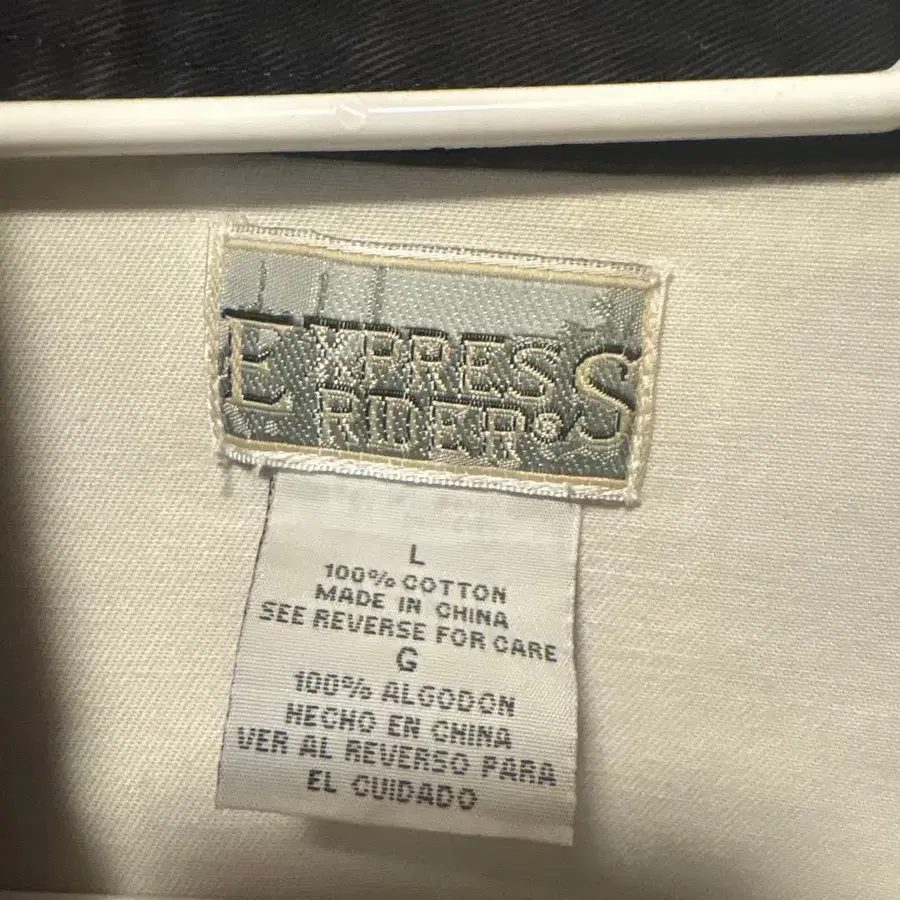 EXPRESS
RIDER®
L
100% COTTON
MADE IN CHINA
SEE REVERSE FOR CARE
G
100% ALGODON
HECHO EN CHINA
VER AL REVERSO PARA
EL CUIDADO